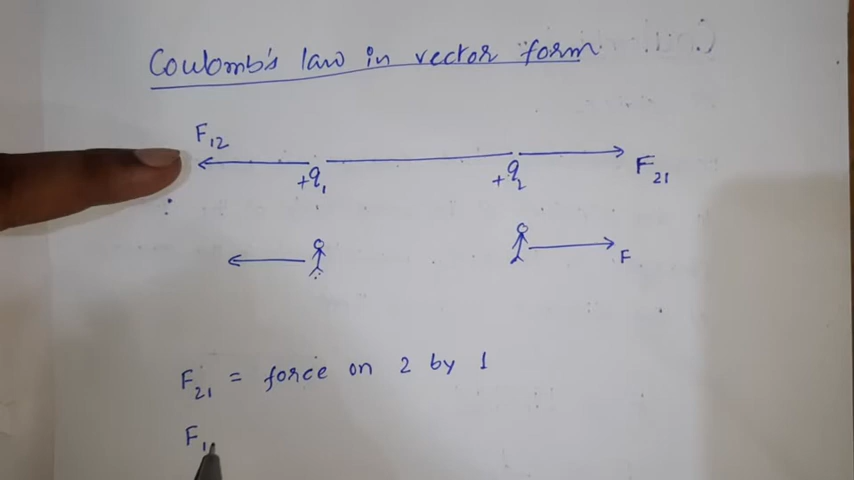 Coulomb's law in vector form
F12
+q1 +q2 F21
F
F21 = force on 2 by 1
F1